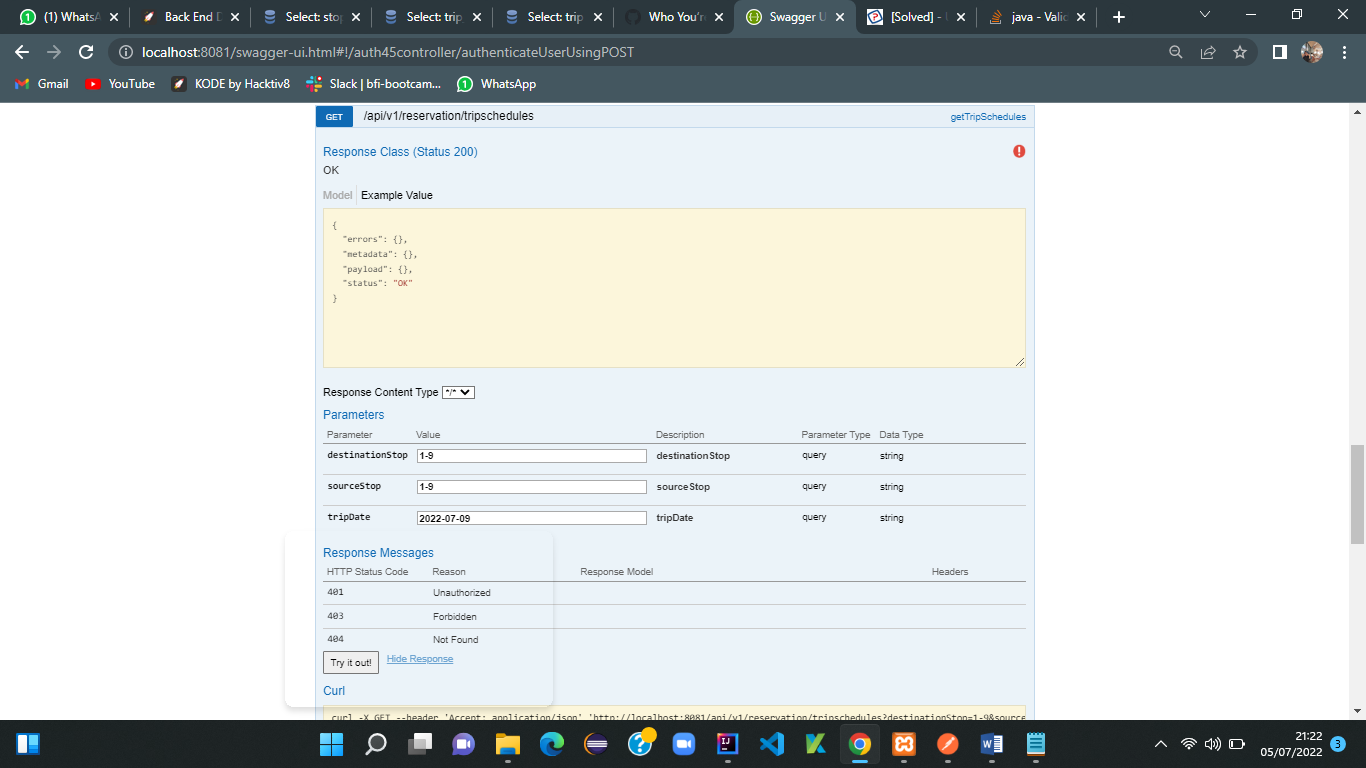 (1) WhatsA
Back End D
Select: stop
Select: trip
Select: trip
Who You're
Swagger U
[Solved] - U
java - Valid
localhost:8081/swagger-ui.html#!/auth45controller/authenticateUserUsingPOST
Gmail YouTube KODE by Hacktiv8 Slack | bfi-bootcam... WhatsApp
GET /api/v1/reservation/tripschedules getTripSchedules
Response Class (Status 200)
OK
Model Example Value
{
"errors": {},
"metadata": {},
"payload": {},
"status": "OK"
}
Response Content Type */*
Parameters
Parameter Value Description Parameter Type Data Type
destinationStop 1-9 destinationStop query string
sourceStop 1-9 sourceStop query string
tripDate 2022-07-09 tripDate query string
Response Messages
HTTP Status Code Reason Response Model Headers
401 Unauthorized
403 Forbidden
404 Not Found
Try it out! Hide Response
Curl
curl -X GET --header 'Accept: application/json' 'http://localhost:8081/api/v1/reservation/tripschedules?destinationStop=1-9&source
21:22
05/07/2022 3